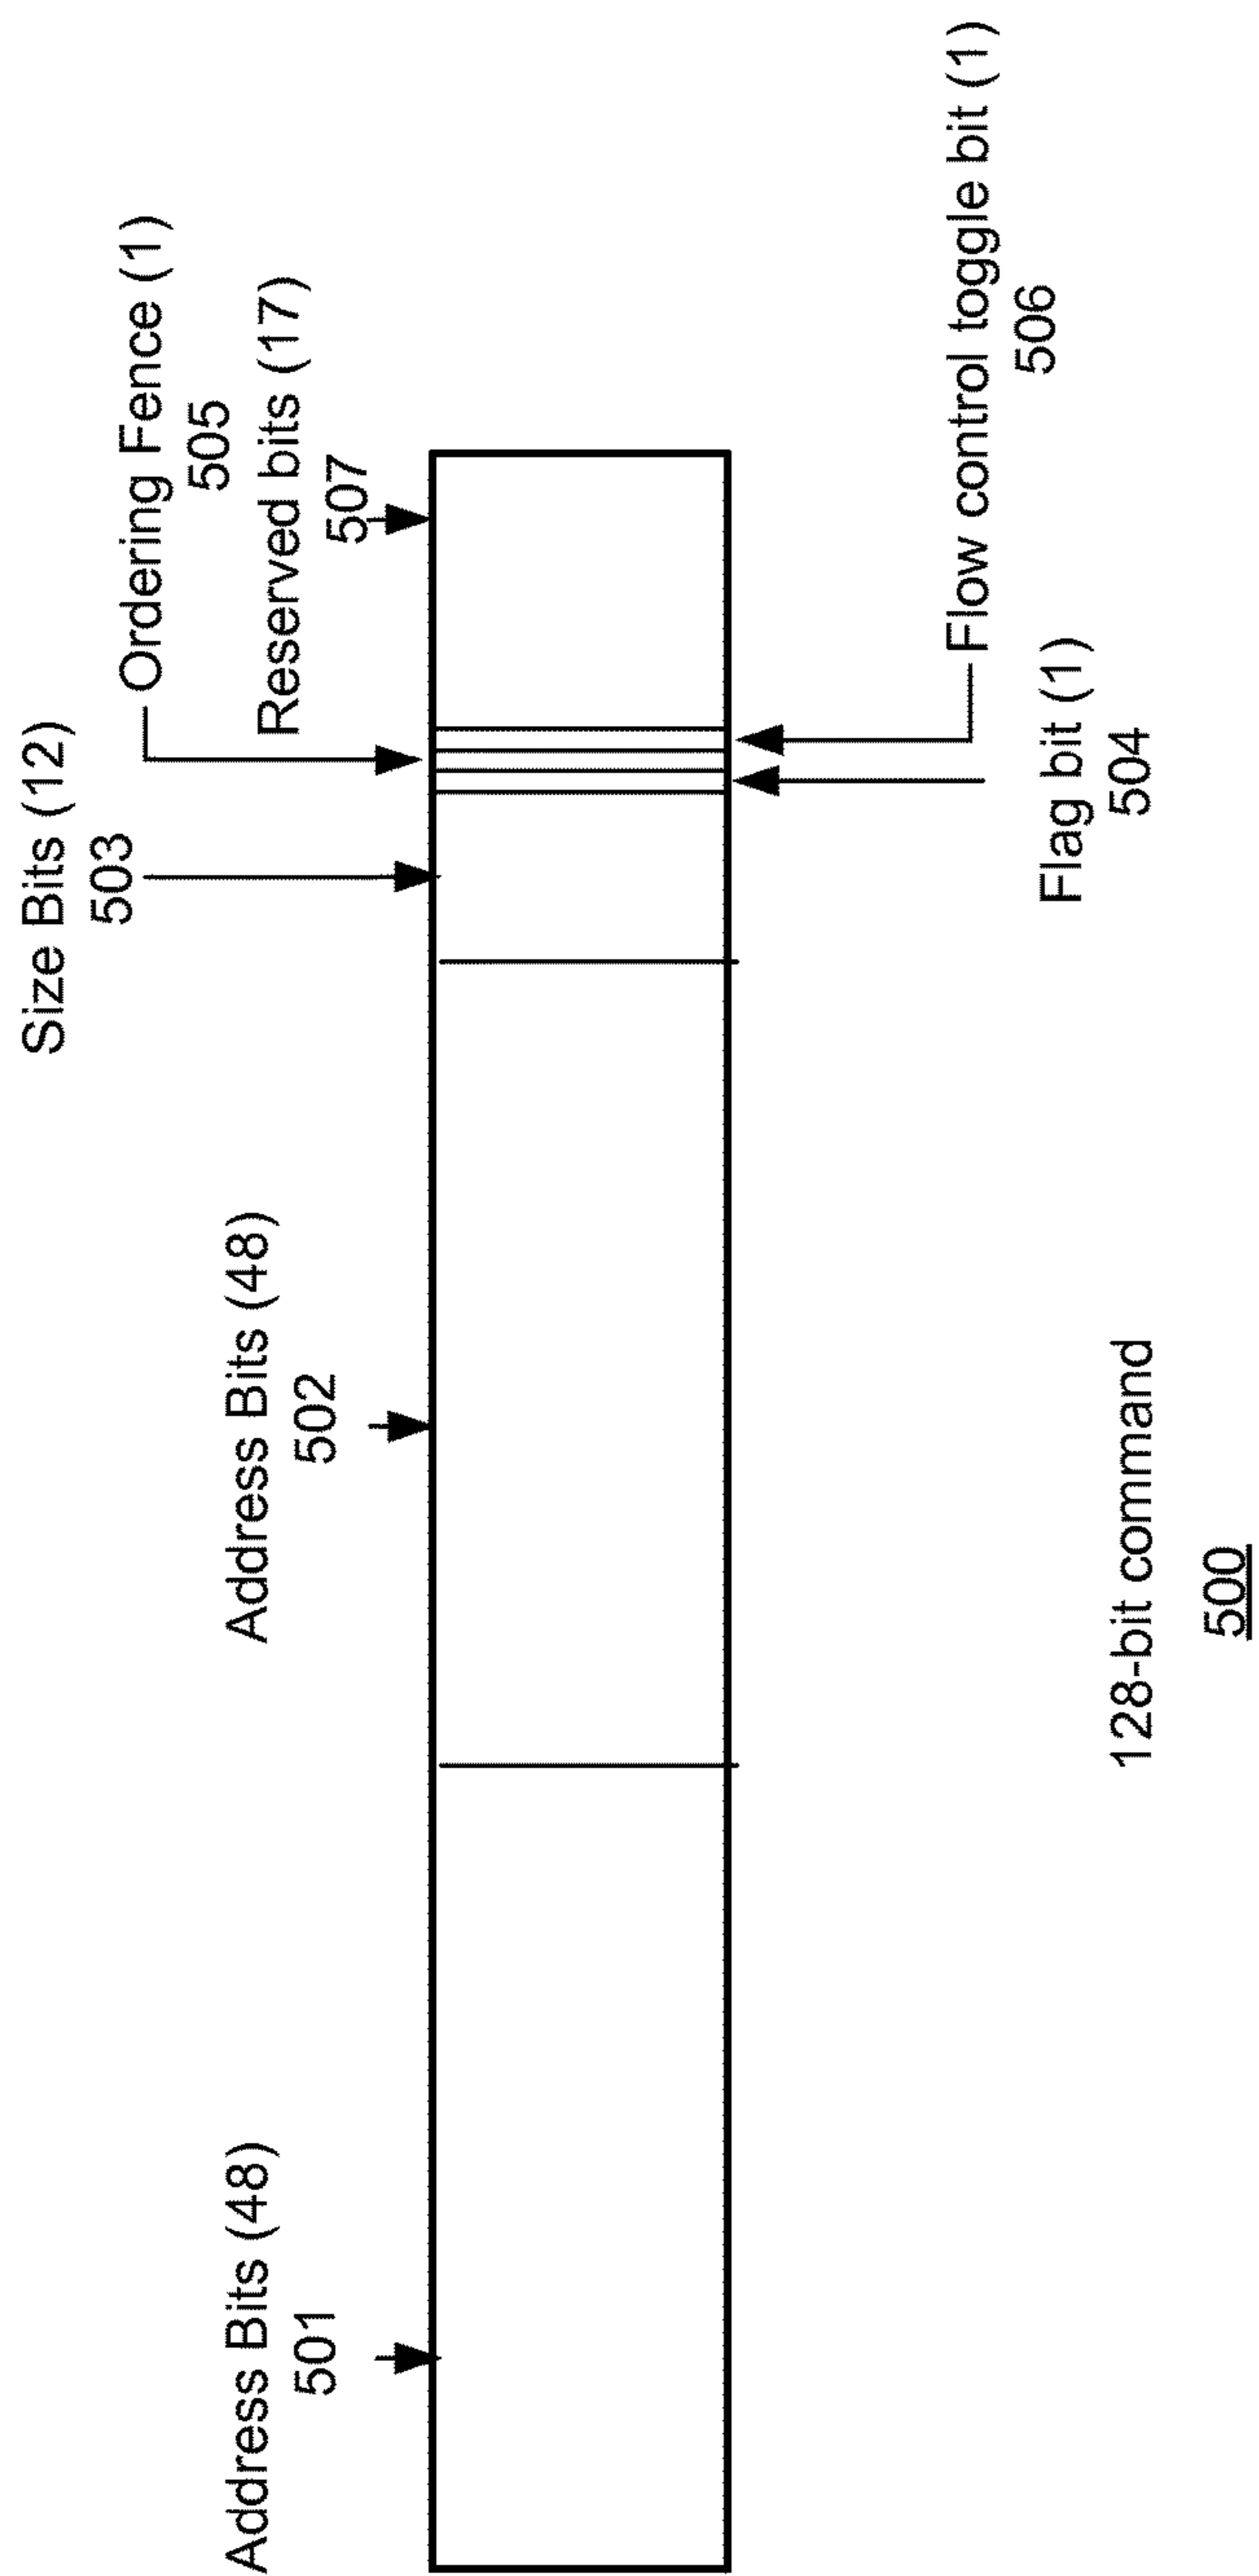 Size Bits (12)
503
Ordering Fence (1)
505
Address Bits (48)
501
Address Bits (48)
502
Reserved bits (17)
507
Flow control toggle bit (1)
506
Flag bit (1)
504
128-bit command
500